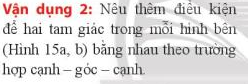 Vận dụng 2: Nêu thêm điều kiện
để hai tam giác trong mỗi hình bên
(Hình 15a, b) bằng nhau theo trường
hợp cạnh – góc – cạnh.